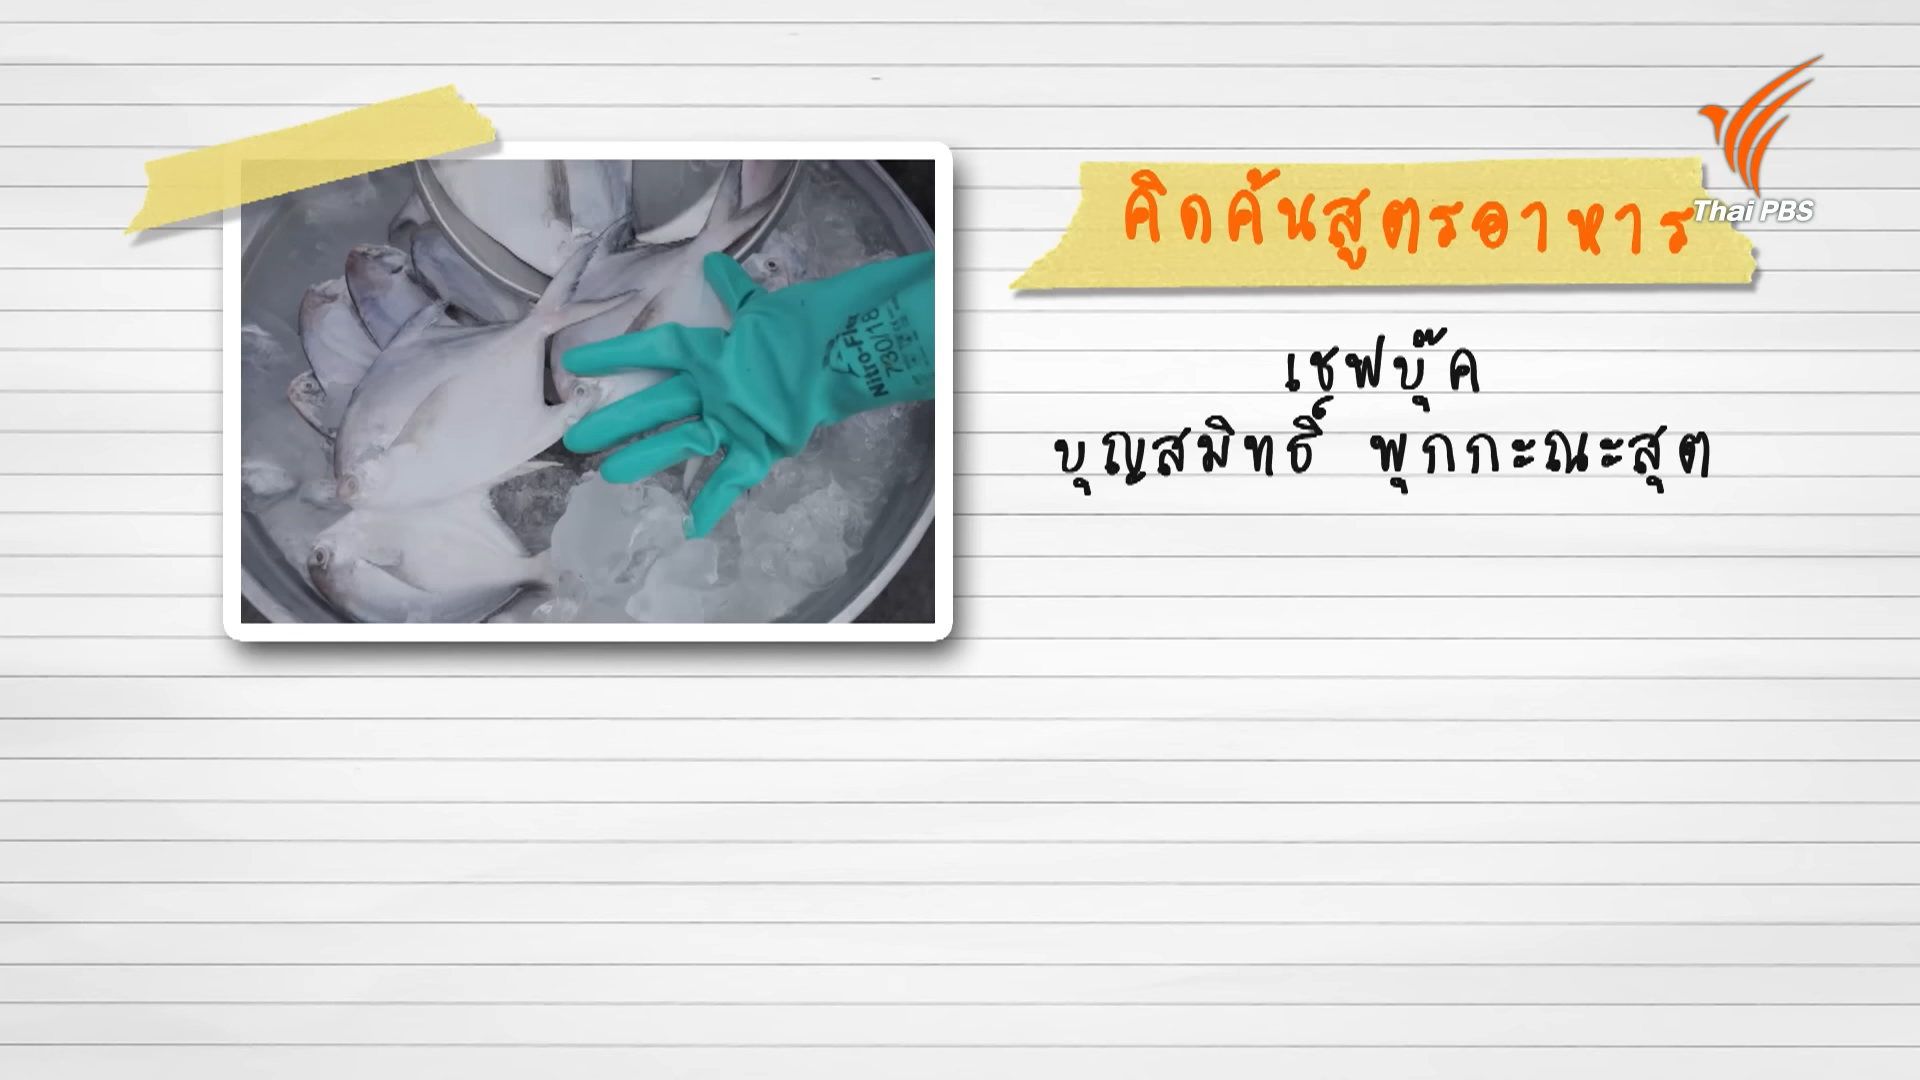 คิดค้นสูตรอาหาร
Thai PBS
เชฟบุ๊ค
บุญสมิทธิ์ พุกกะณะสุต
Nitro-Fle
730/18